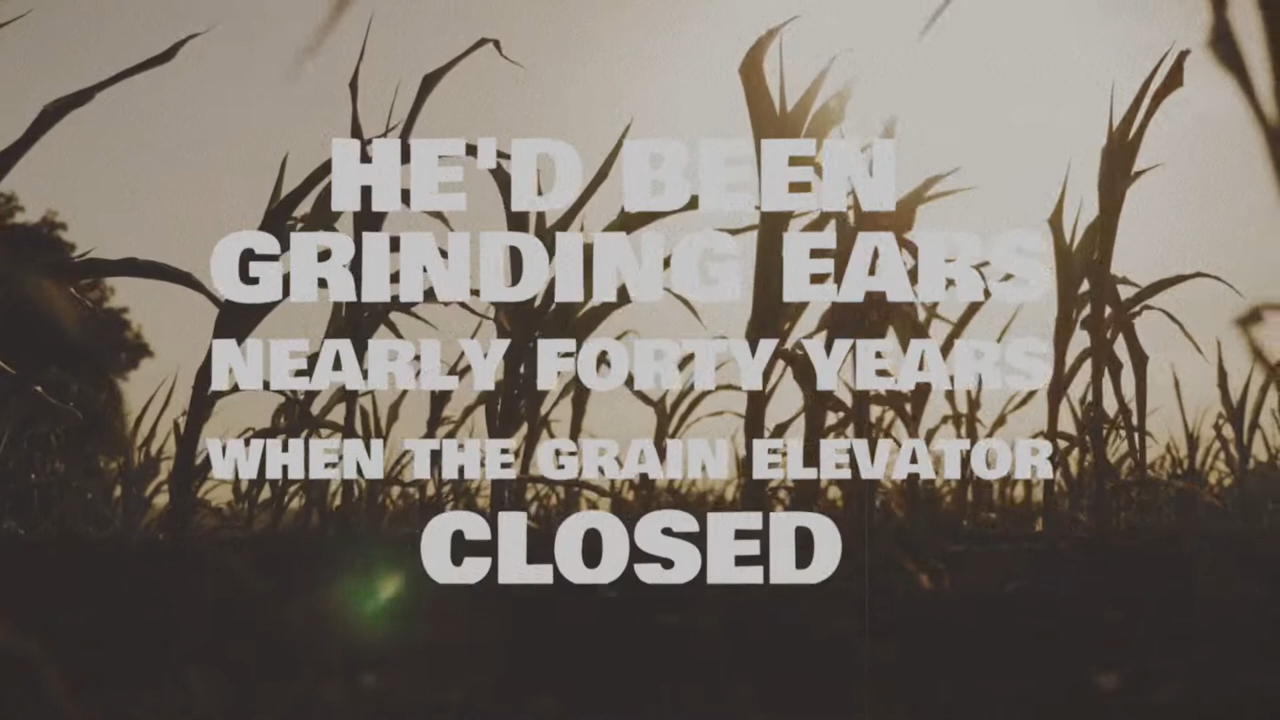 HE'D BEEN
GRINDING EARS
NEARLY FORTY YEARS
WHEN THE GRAIN ELEVATOR
CLOSED